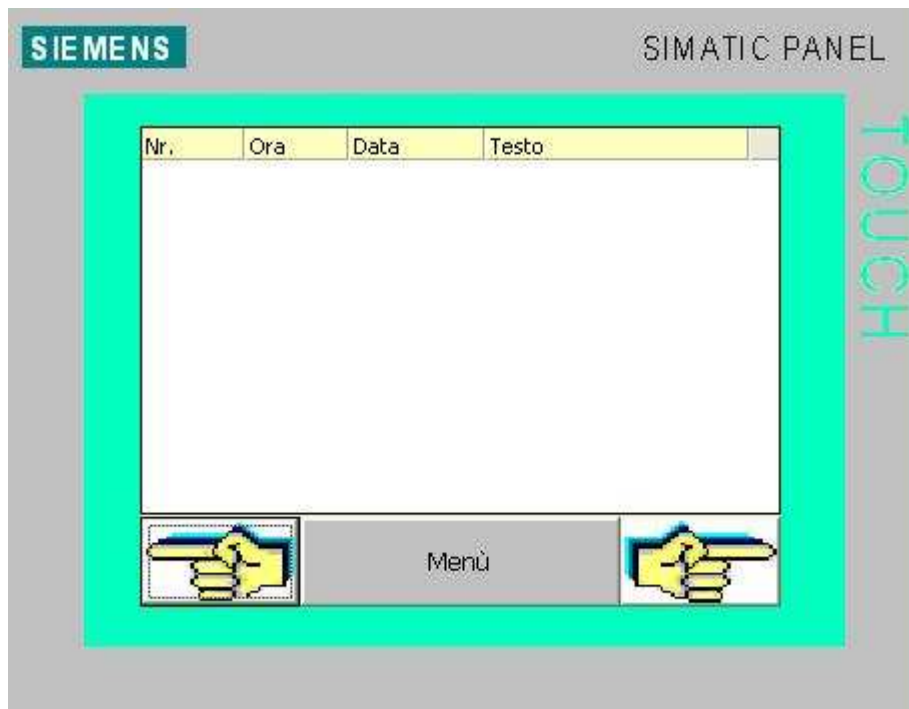 SIEMENS
SIMATIC PANEL
TOUCH
Nr. Ora Data Testo
Menù